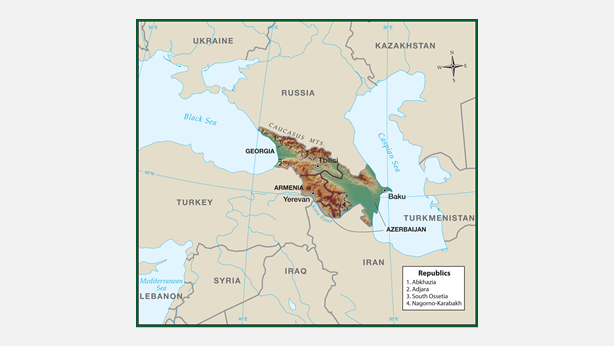 UKRAINE
KAZAKHSTAN
N
W E
S
RUSSIA
Black Sea
CAUCASUS MTS.
Caspian Sea
GEORGIA
Tbilisi
ARMENIA
Yerevan
Baku
TURKEY
TURKMENISTAN
AZERBAIJAN
Mediterranean
Sea
SYRIA
IRAQ
IRAN
LEBANON
Republics
1. Abkhazia
2. Adjara
3. South Ossetia
4. Nagorno-Karabakh